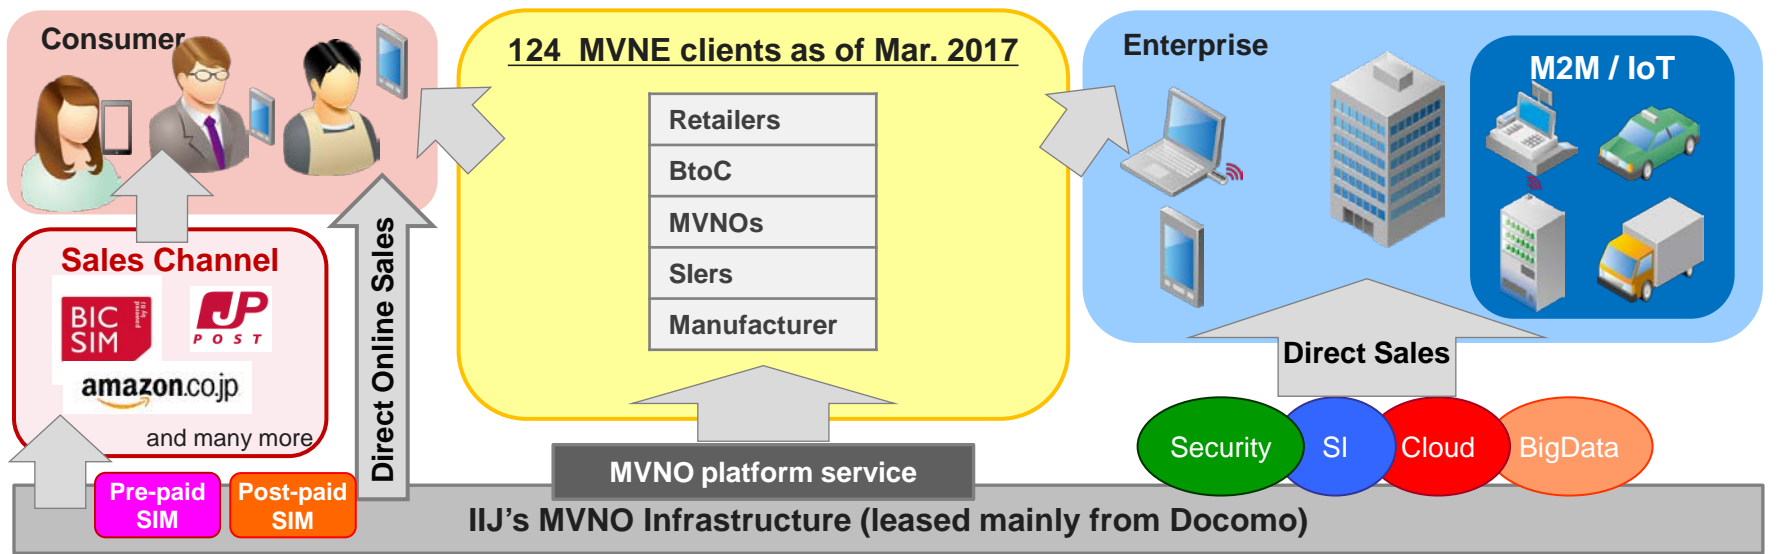 Consumer
124 MVNE clients as of Mar. 2017
Retailers
BtoC
MVNOs
SIers
Manufacturer
Enterprise
M2M / IoT
Sales Channel
BIC
SIM
JP
POST
amazon.co.jp
and many more
Direct Online Sales
Direct Sales
Security
SI
Cloud
BigData
MVNO platform service
Pre-paid
SIM
Post-paid
SIM
IIJ's MVNO Infrastructure (leased mainly from Docomo)